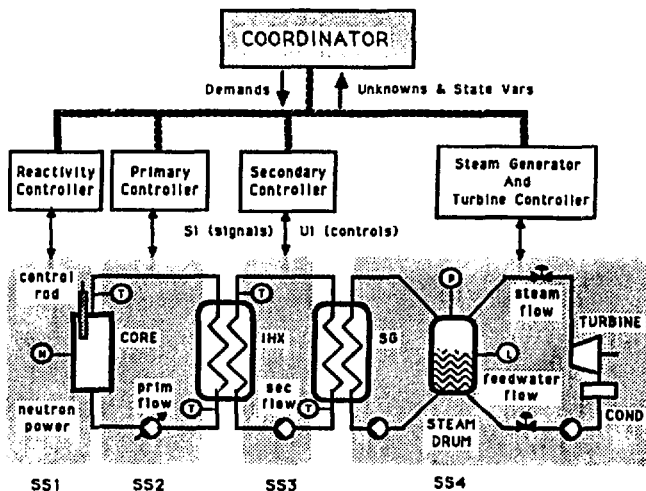 COORDINATOR
Demands
Unknowns & State Vars
Reactivity
Controller
Primary
Controller
Secondary
Controller
Steam Generator
And
Turbine Controller
SI (signals)
UI (controls)
control
rod
T
T
P
steam
flow
TURBINE
N
CORE
IHX
SG
L
feedwater
flow
prim
flow
T
sec
flow
T
neutron
power
STEAM
DRUM
COND
SS1
SS2
SS3
SS4